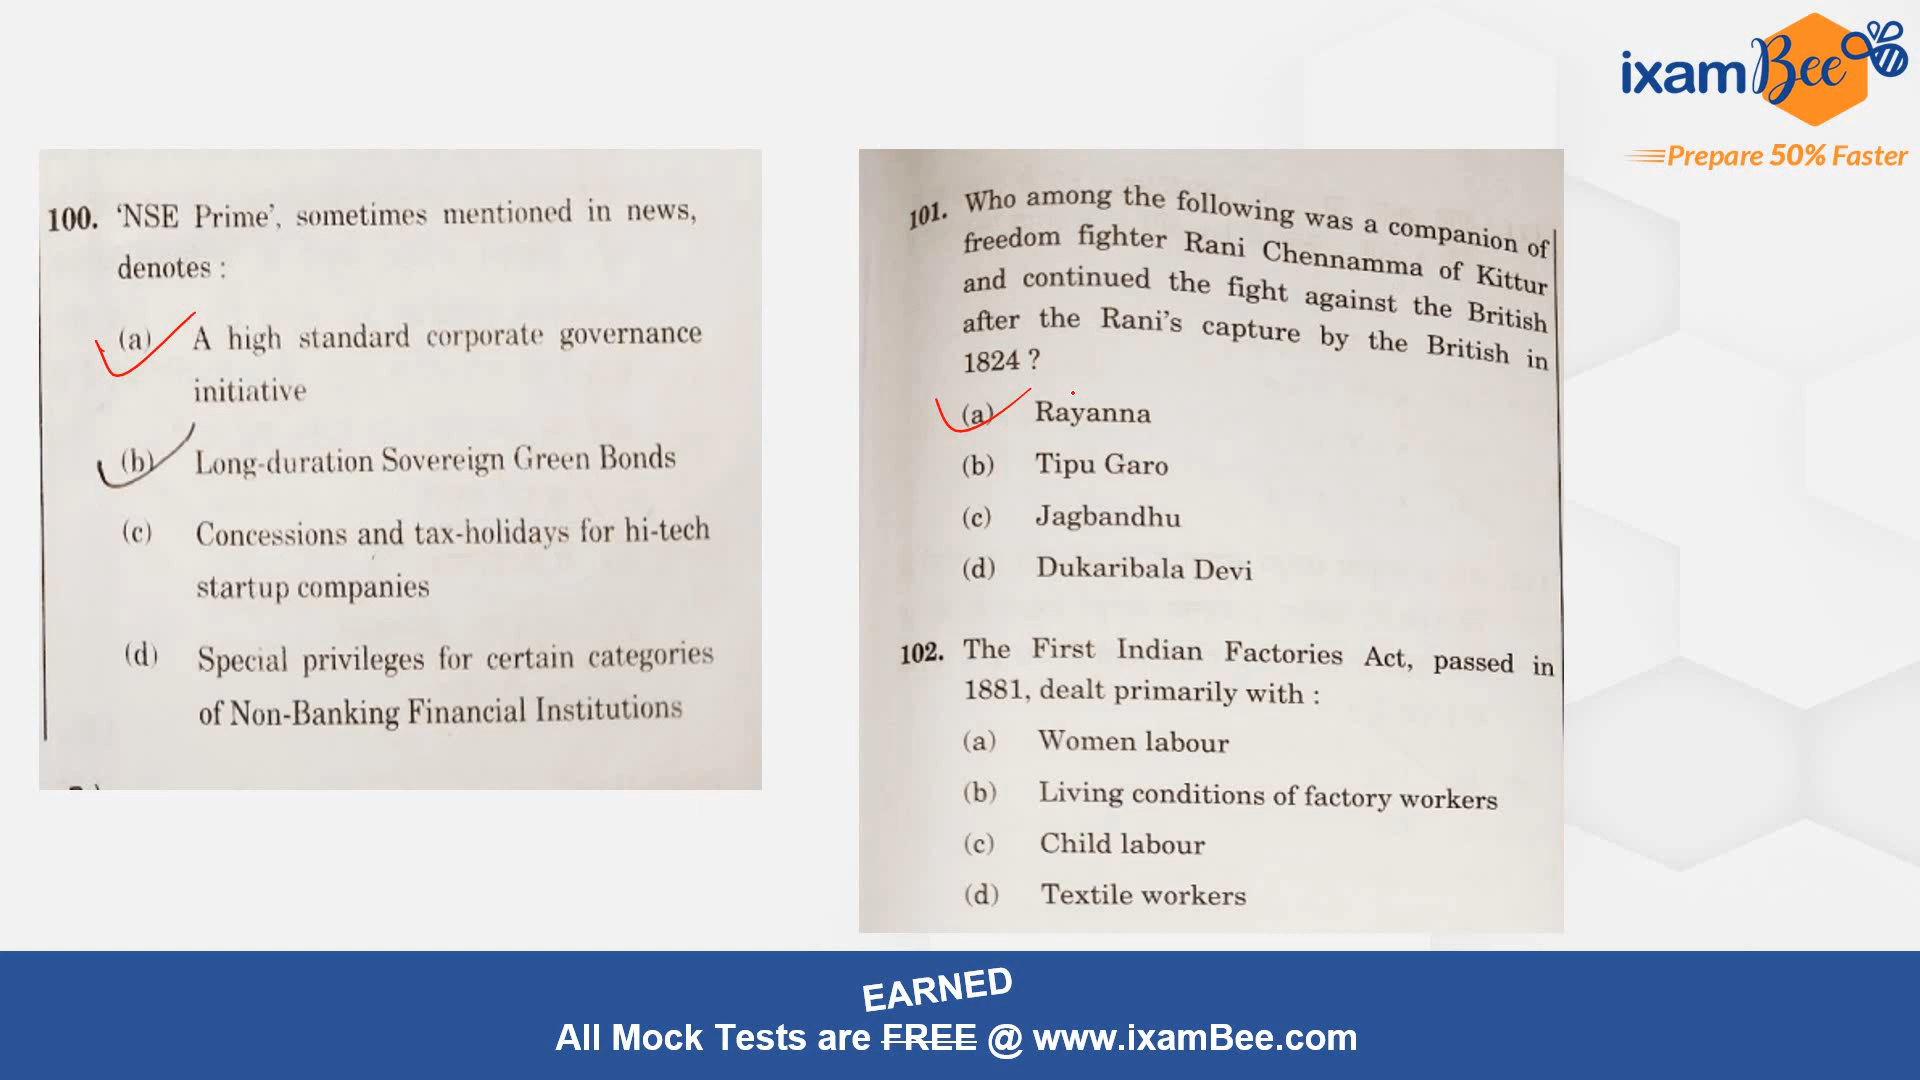 ixamBee
Prepare 50% Faster
100. ‘NSE Prime’, sometimes mentioned in news,
denotes :
(a) A high standard corporate governance
initiative
(b) Long-duration Sovereign Green Bonds
(c) Concessions and tax-holidays for hi-tech
startup companies
(d) Special privileges for certain categories
of Non-Banking Financial Institutions
101. Who among the following was a companion of
freedom fighter Rani Chennamma of Kittur
and continued the fight against the British
after the Rani’s capture by the British in
1824 ?
(a) Rayanna
(b) Tipu Garo
(c) Jagbandhu
(d) Dukaribala Devi
102. The First Indian Factories Act, passed in
1881, dealt primarily with :
(a) Women labour
(b) Living conditions of factory workers
(c) Child labour
(d) Textile workers
EARNED
All Mock Tests are FREE @ www.ixamBee.com